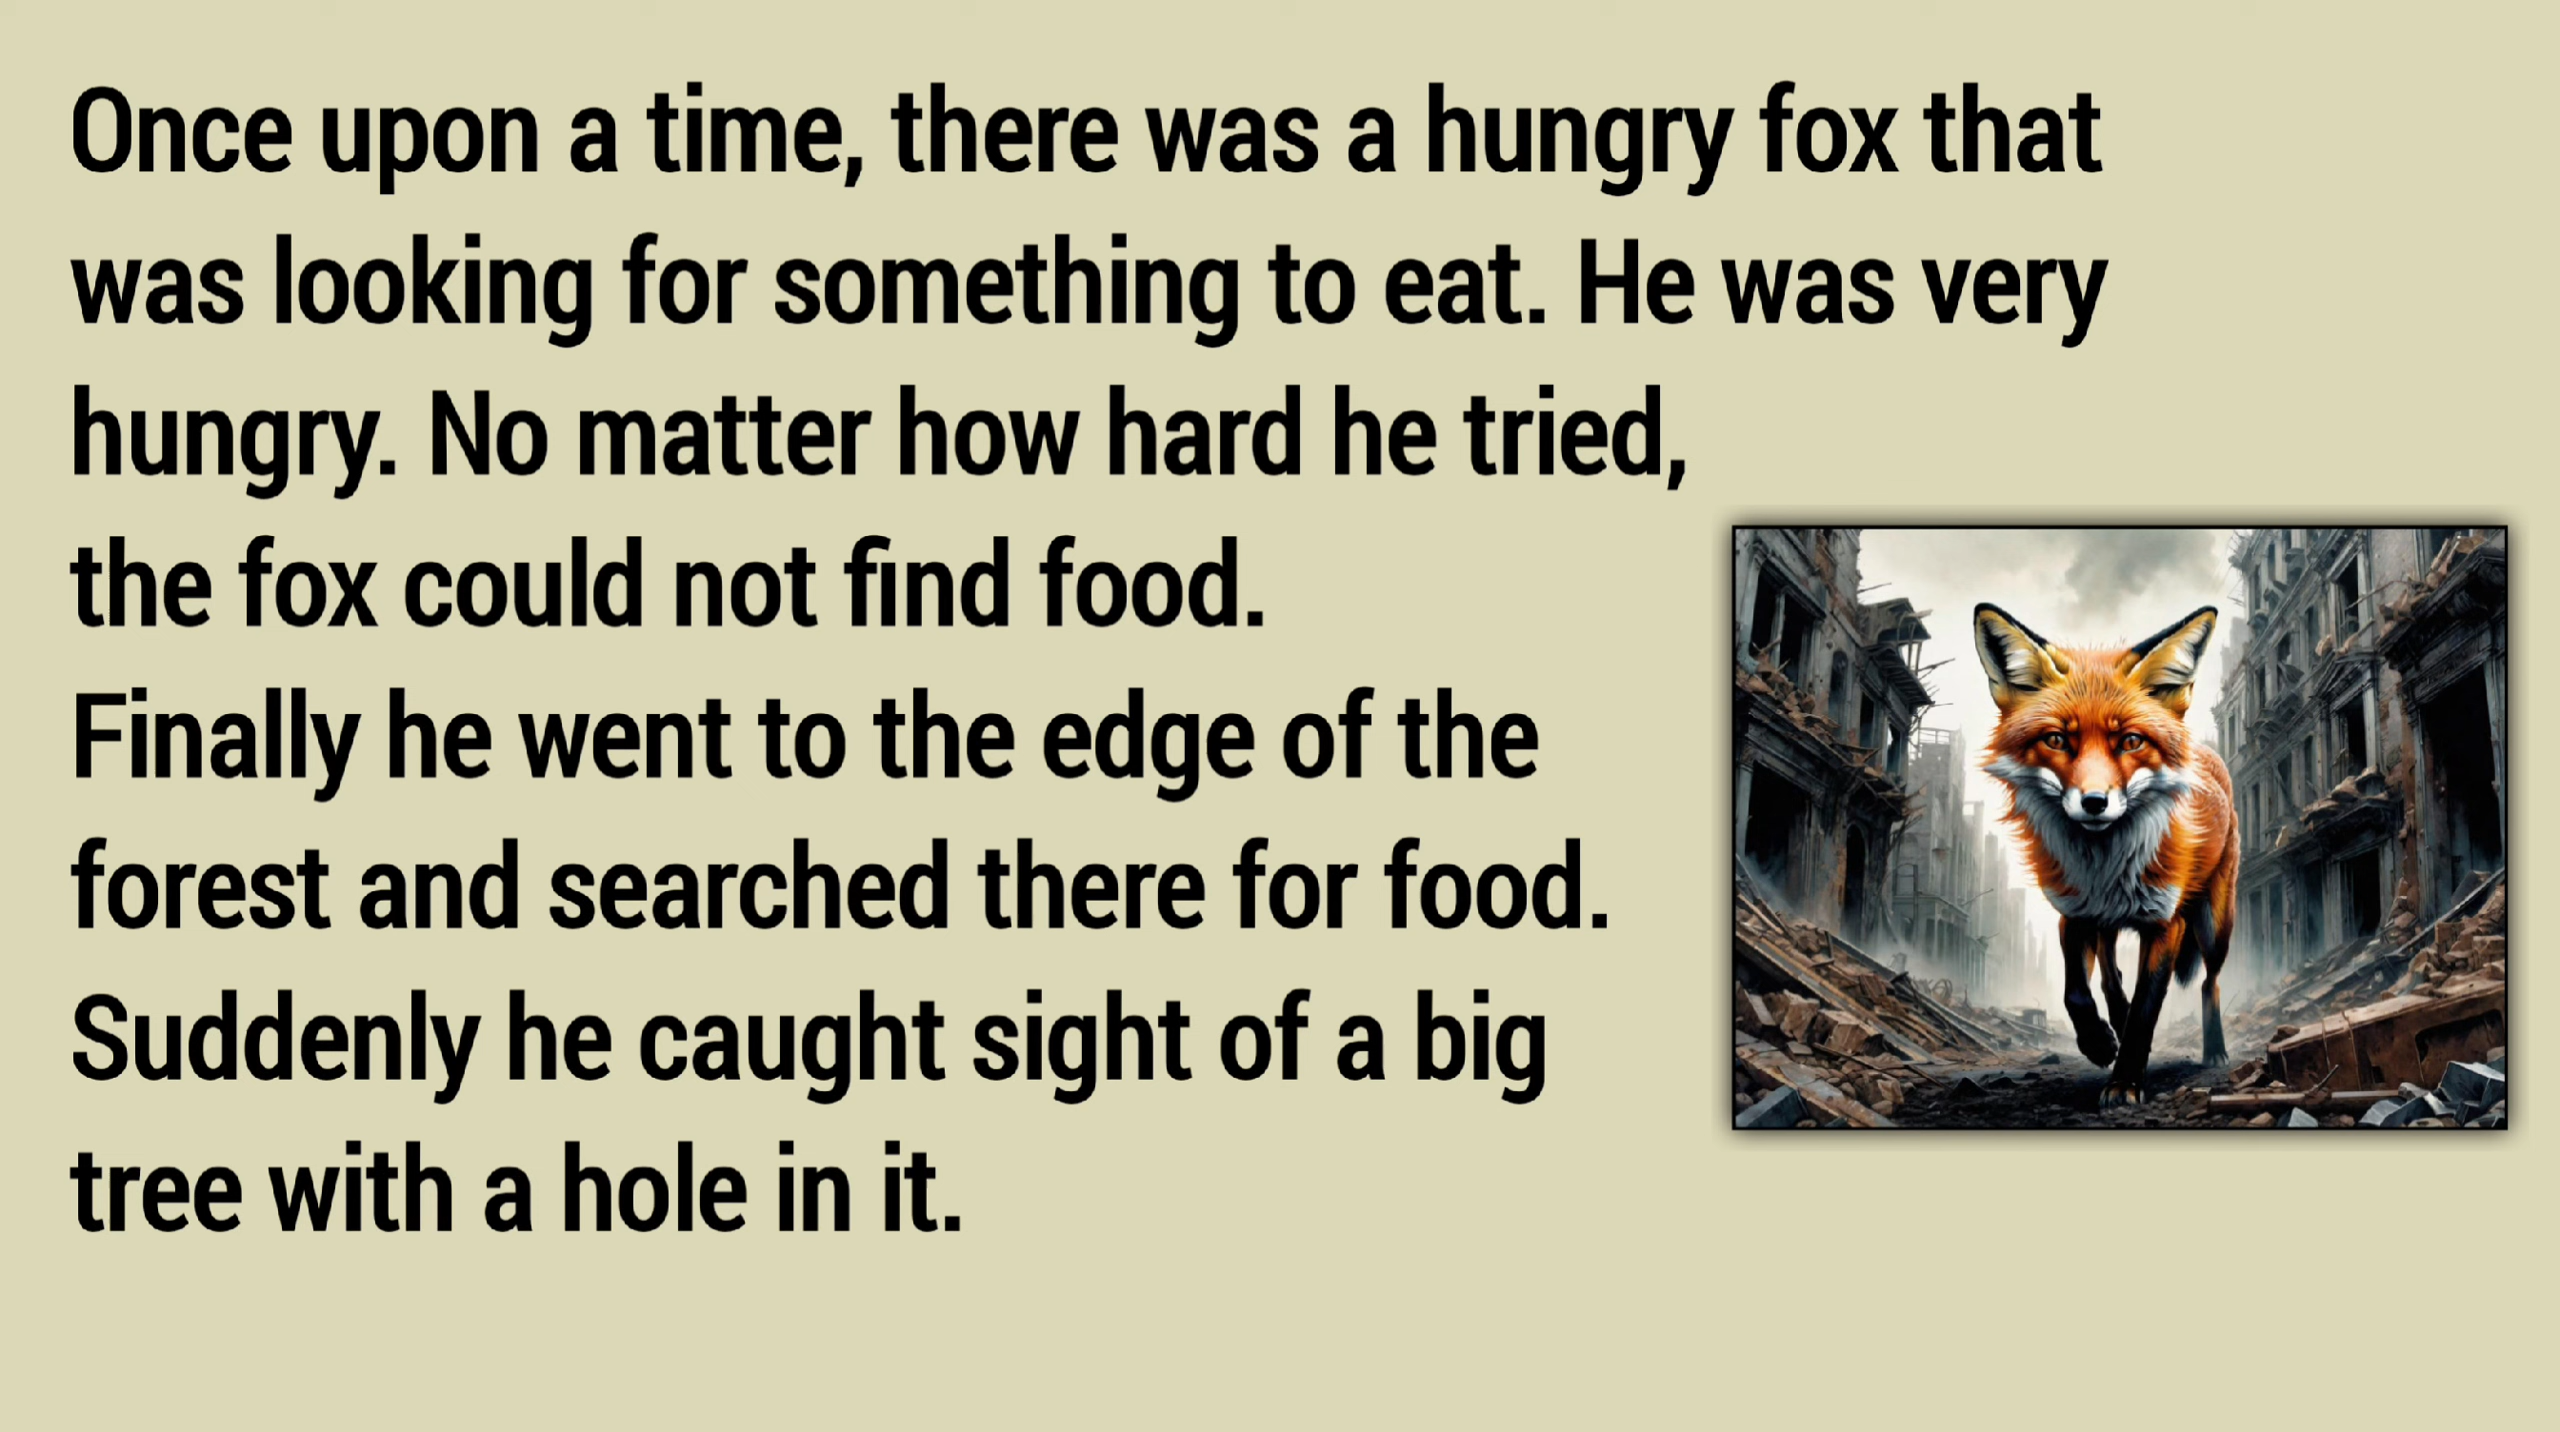 Once upon a time, there was a hungry fox that
was looking for something to eat. He was very
hungry. No matter how hard he tried,
the fox could not find food.
Finally he went to the edge of the
forest and searched there for food.
Suddenly he caught sight of a big
tree with a hole in it.